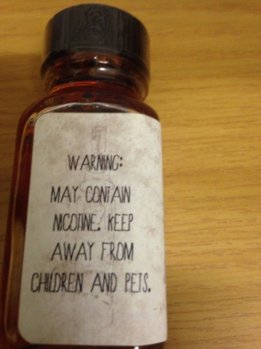 WARNING:
MAY CONTAIN
NICOTINE. KEEP
AWAY FROM
CHILDREN AND PETS.